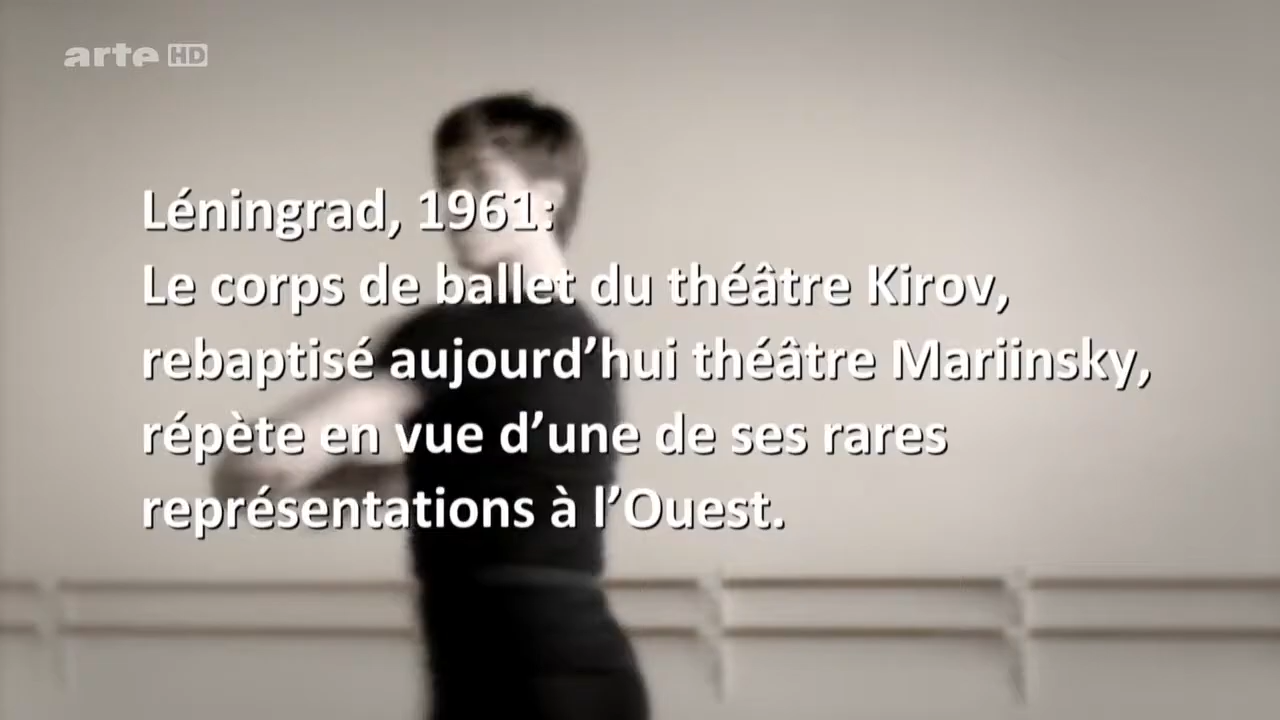 arte HD
Léningrad, 1961:
Le corps de ballet du théâtre Kirov,
rebaptisé aujourd’hui théâtre Mariinsky,
répète en vue d’une de ses rares
représentations à l’Ouest.